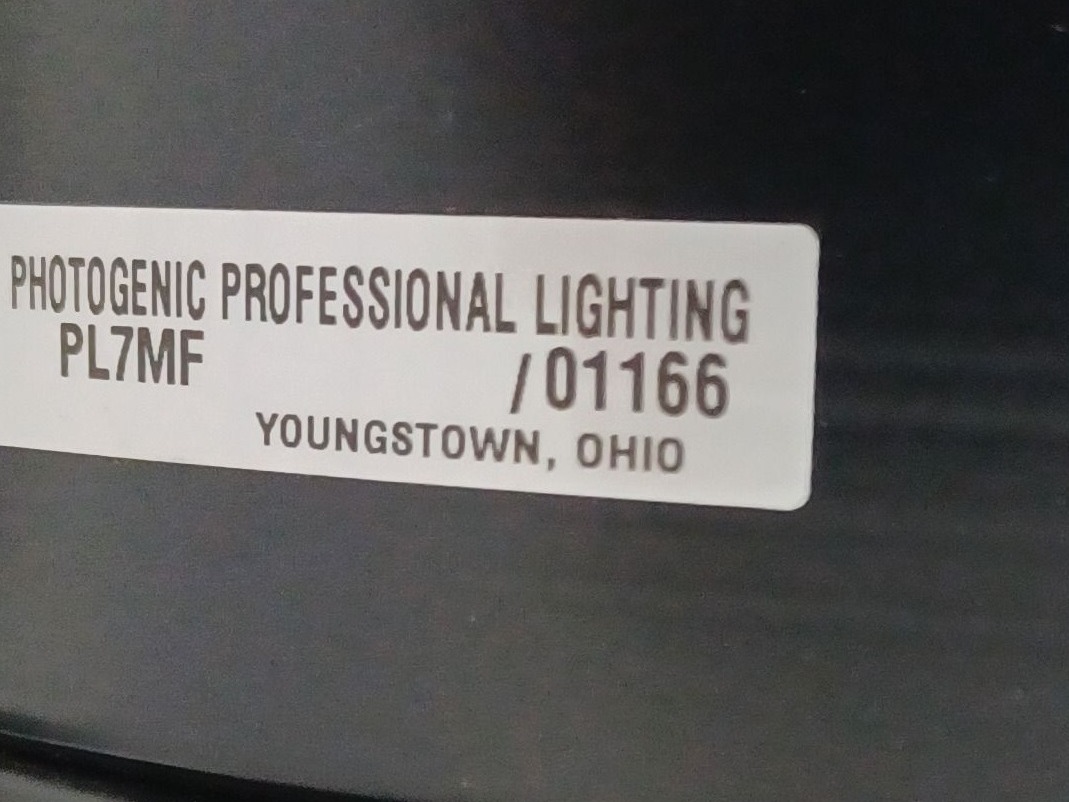 PHOTOGENIC PROFESSIONAL LIGHTING
PL7MF /01166
YOUNGSTOWN, OHIO